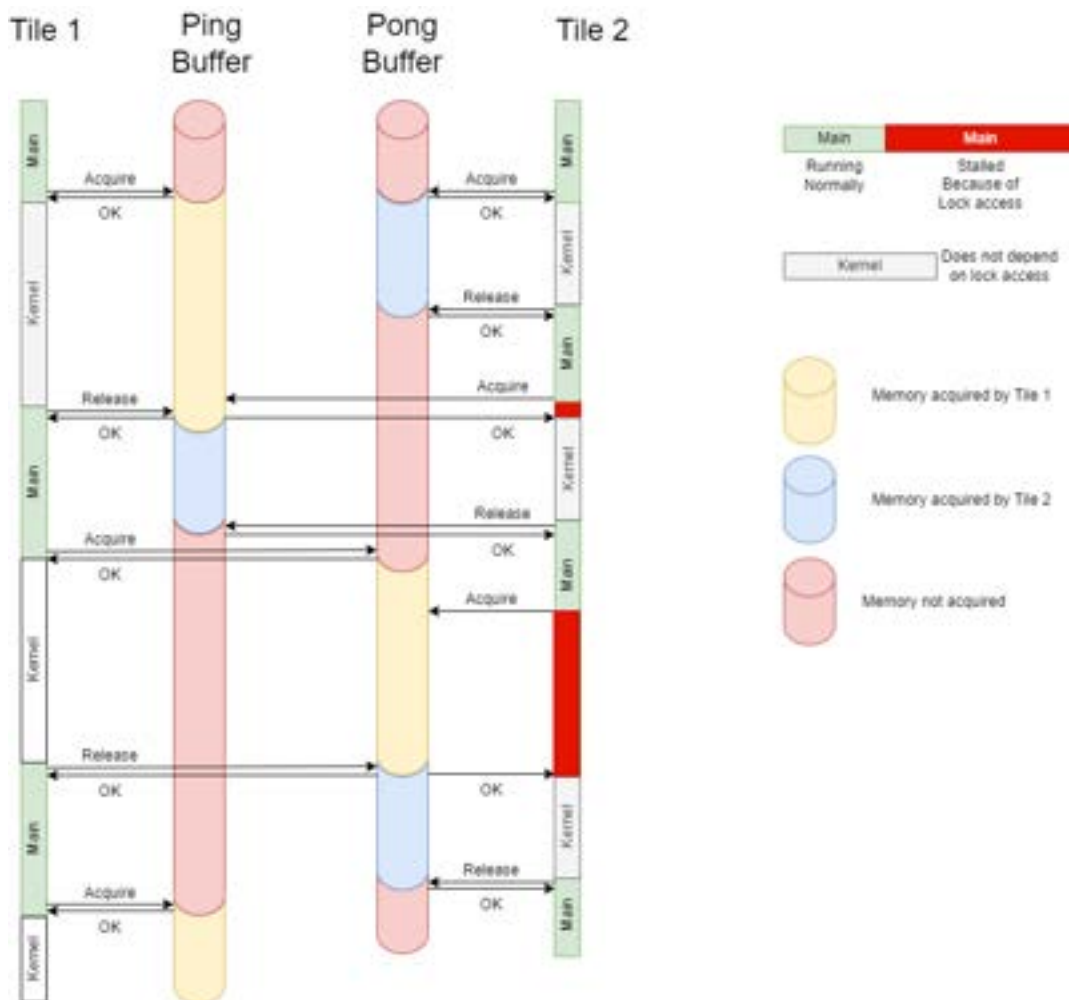 Tile 1
Ping
Buffer
Pong
Buffer
Tile 2
Main
Main
Main
Main
Running
Normally
Stalled
Because of
Lock access
Acquire
OK
Acquire
OK
Kernel
Kernel
Kernel
Does not depend
on lock access
Release
OK
Main
Acquire
Memory acquired by Tile 1
Release
OK
OK
Main
Kernel
Memory acquired by Tile 2
Release
OK
Acquire
OK
Main
Acquire
Memory not acquired
Kernel
Release
OK
OK
Main
Kernel
Release
OK
Acquire
OK
Main
Kernel